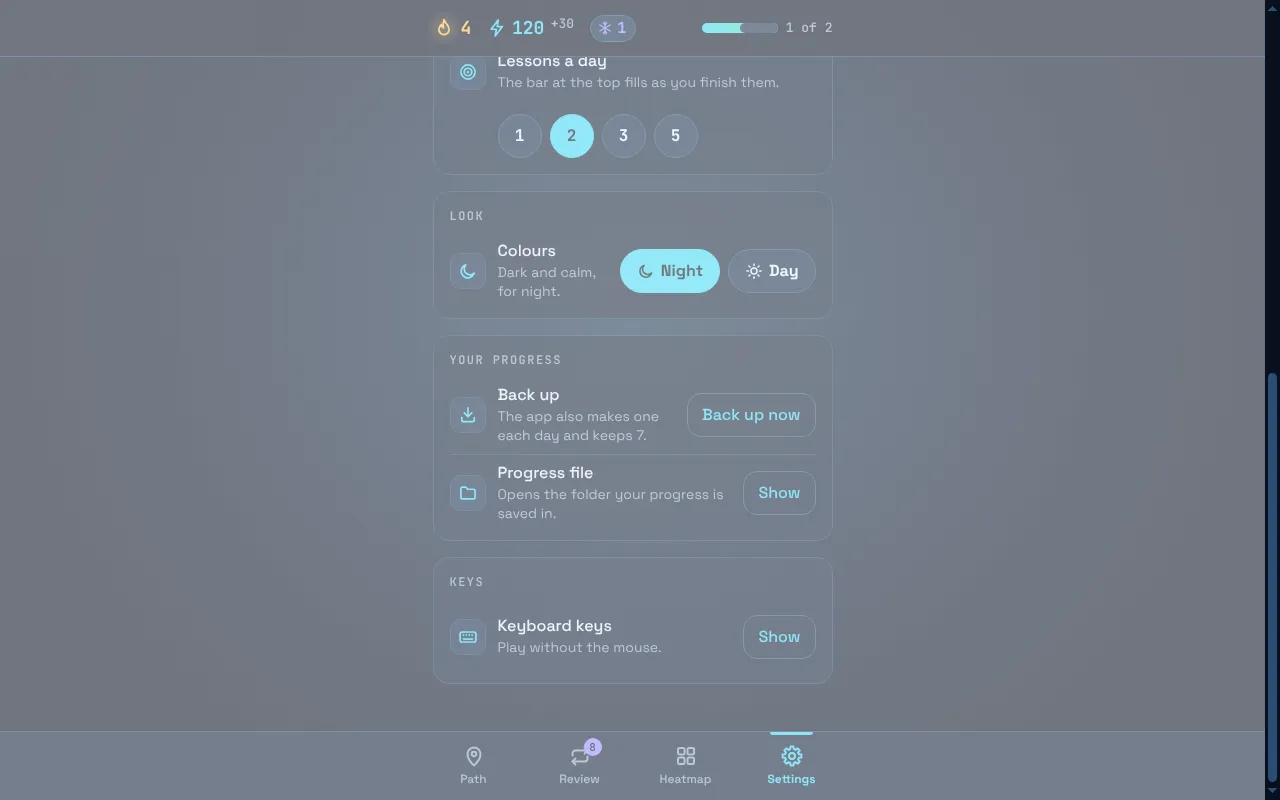 4 120 +30 1 1 of 2
Lessons a day
The bar at the top fills as you finish them.
1 2 3 5
LOOK
Colours
Dark and calm,
for night.
Night Day
YOUR PROGRESS
Back up
The app also makes one
each day and keeps 7.
Back up now
Progress file
Opens the folder your progress is
saved in.
Show
KEYS
Keyboard keys
Play without the mouse.
Show
8
Path Review Heatmap Settings